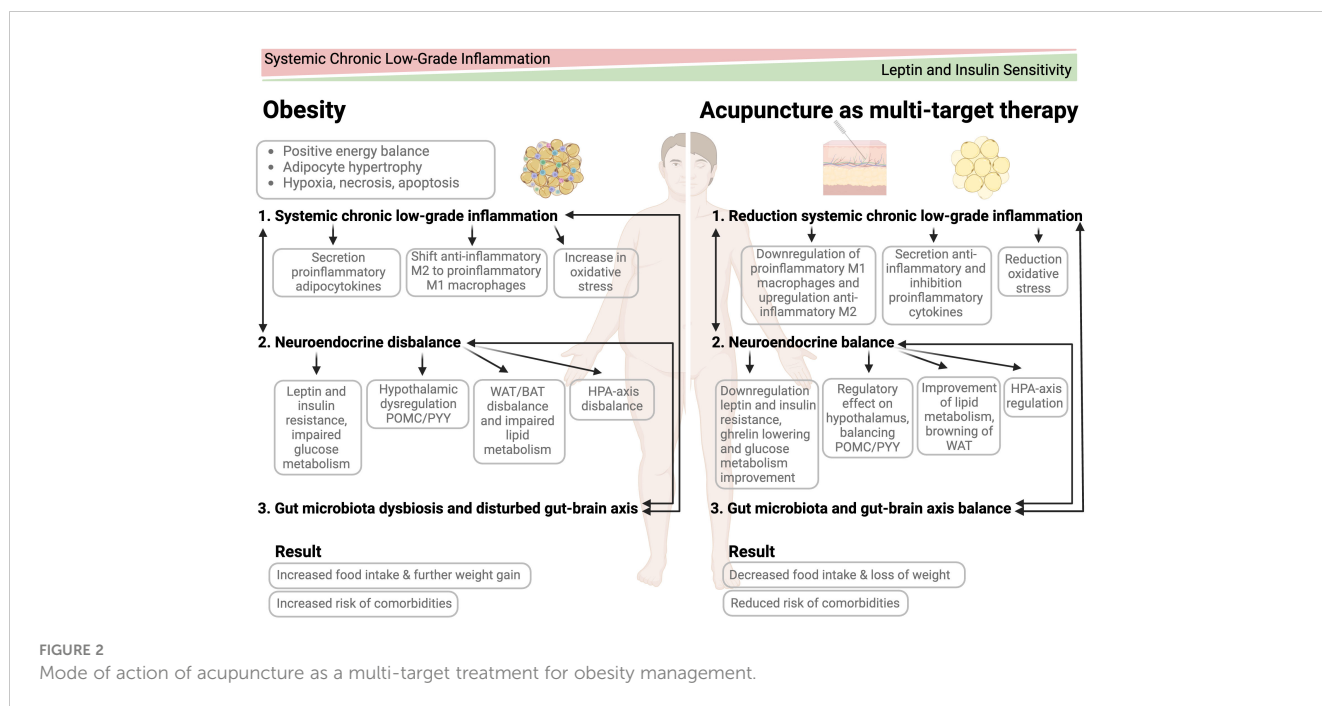 Systemic Chronic Low-Grade Inflammation
Leptin and Insulin Sensitivity
Obesity
• Positive energy balance
• Adipocyte hypertrophy
• Hypoxia, necrosis, apoptosis
1. Systemic chronic low-grade inflammation
Secretion
proinflammatory
adipocytokines
Shift anti-inflammatory
M2 to proinflammatory
M1 macrophages
Increase in
oxidative
stress
2. Neuroendocrine disbalance
Leptin and
insulin
resistance,
impaired
glucose
metabolism
Hypothalamic
dysregulation
POMC/PYY
WAT/BAT
disbalance
and impaired
lipid
metabolism
HPA-axis
disbalance
3. Gut microbiota dysbiosis and disturbed gut-brain axis
Result
Increased food intake & further weight gain
Increased risk of comorbidities
Acupuncture as multi-target therapy
1. Reduction systemic chronic low-grade inflammation
Downregulation of
proinflammatory M1
macrophages and
upregulation anti-
inflammatory M2
Secretion anti-
inflammatory and
inhibition
proinflammatory
cytokines
Reduction
oxidative
stress
2. Neuroendocrine balance
Downregulation
leptin and insulin
resistance,
ghrelin lowering
and glucose
metabolism
improvement
Regulatory
effect on
hypothalamus,
balancing
POMC/PYY
Improvement
of lipid
metabolism,
browning of
WAT
HPA-axis
regulation
3. Gut microbiota and gut-brain axis balance
Result
Decreased food intake & loss of weight
Reduced risk of comorbidities
FIGURE 2
Mode of action of acupuncture as a multi-target treatment for obesity management.